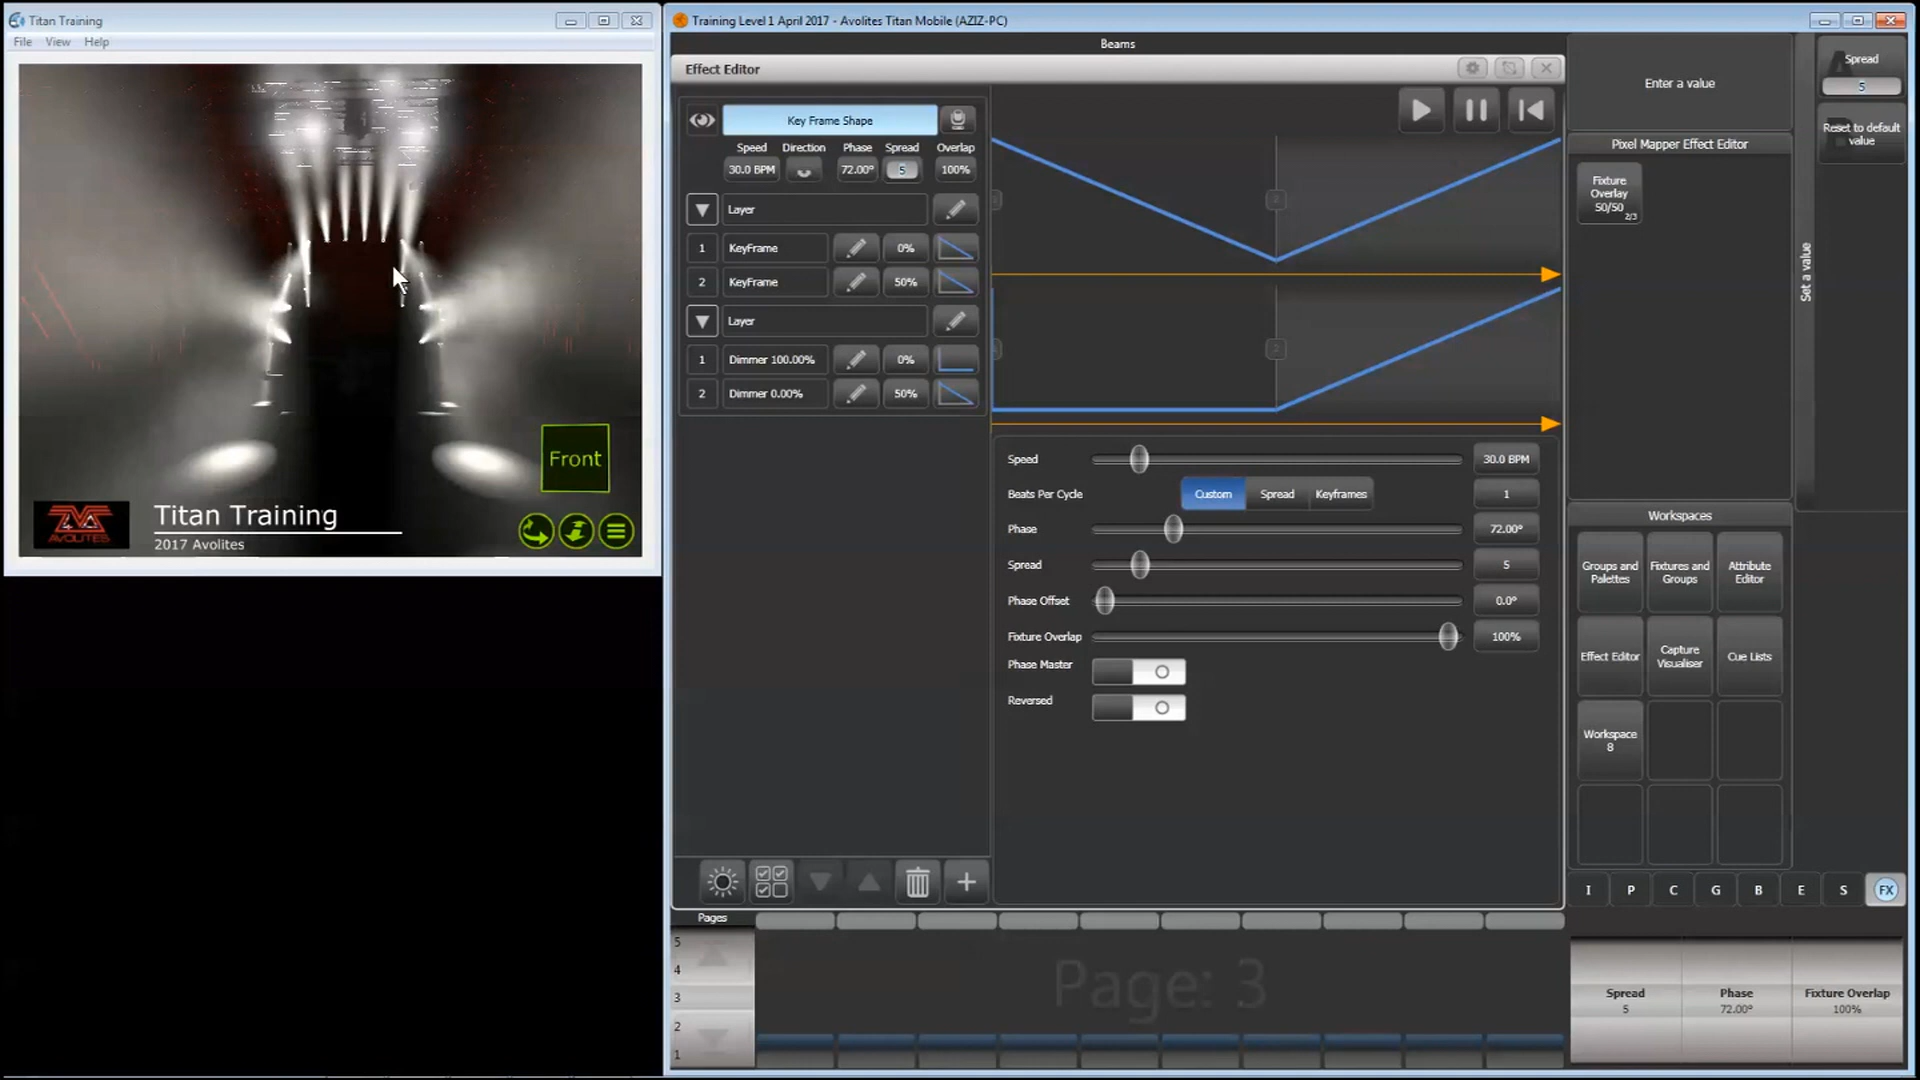 Titan Training
File View Help
Front
AVOLITES
Titan Training
2017 Avolites
Training Level 1 April 2017 - Avolites Titan Mobile (AZIZ-PC)
Beams
Effect Editor
Key Frame Shape
Speed Direction Phase Spread Overlap
30.0 BPM 72.00° 5 100%
Layer
1 KeyFrame 0%
2 KeyFrame 50%
Layer
1 Dimmer 100.00% 0%
2 Dimmer 0.00% 50%
2
2
Speed 30.0 BPM
Beats Per Cycle Custom Spread Keyframes 1
Phase 72.00°
Spread 5
Phase Offset 0.0°
Fixture Overlap 100%
Phase Master
Reversed
Enter a value
Pixel Mapper Effect Editor
Fixture
Overlay
50/50
2/3
Set a value
A
Spread
5
Reset to default
value
Workspaces
Groups and
Palettes
Fixtures and
Groups
Attribute
Editor
Effect Editor
Capture
Visualiser
Cue Lists
Workspace
8
I P C G B E S FX
Pages
5
4
3
2
1
Page: 3
Spread
5
Phase
72.00°
Fixture Overlap
100%